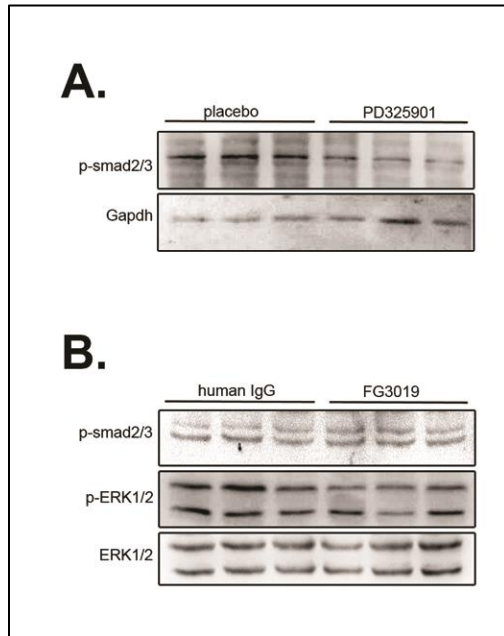 A.
placebo PD325901
p-smad2/3
Gapdh
B.
human IgG FG3019
p-smad2/3
p-ERK1/2
ERK1/2